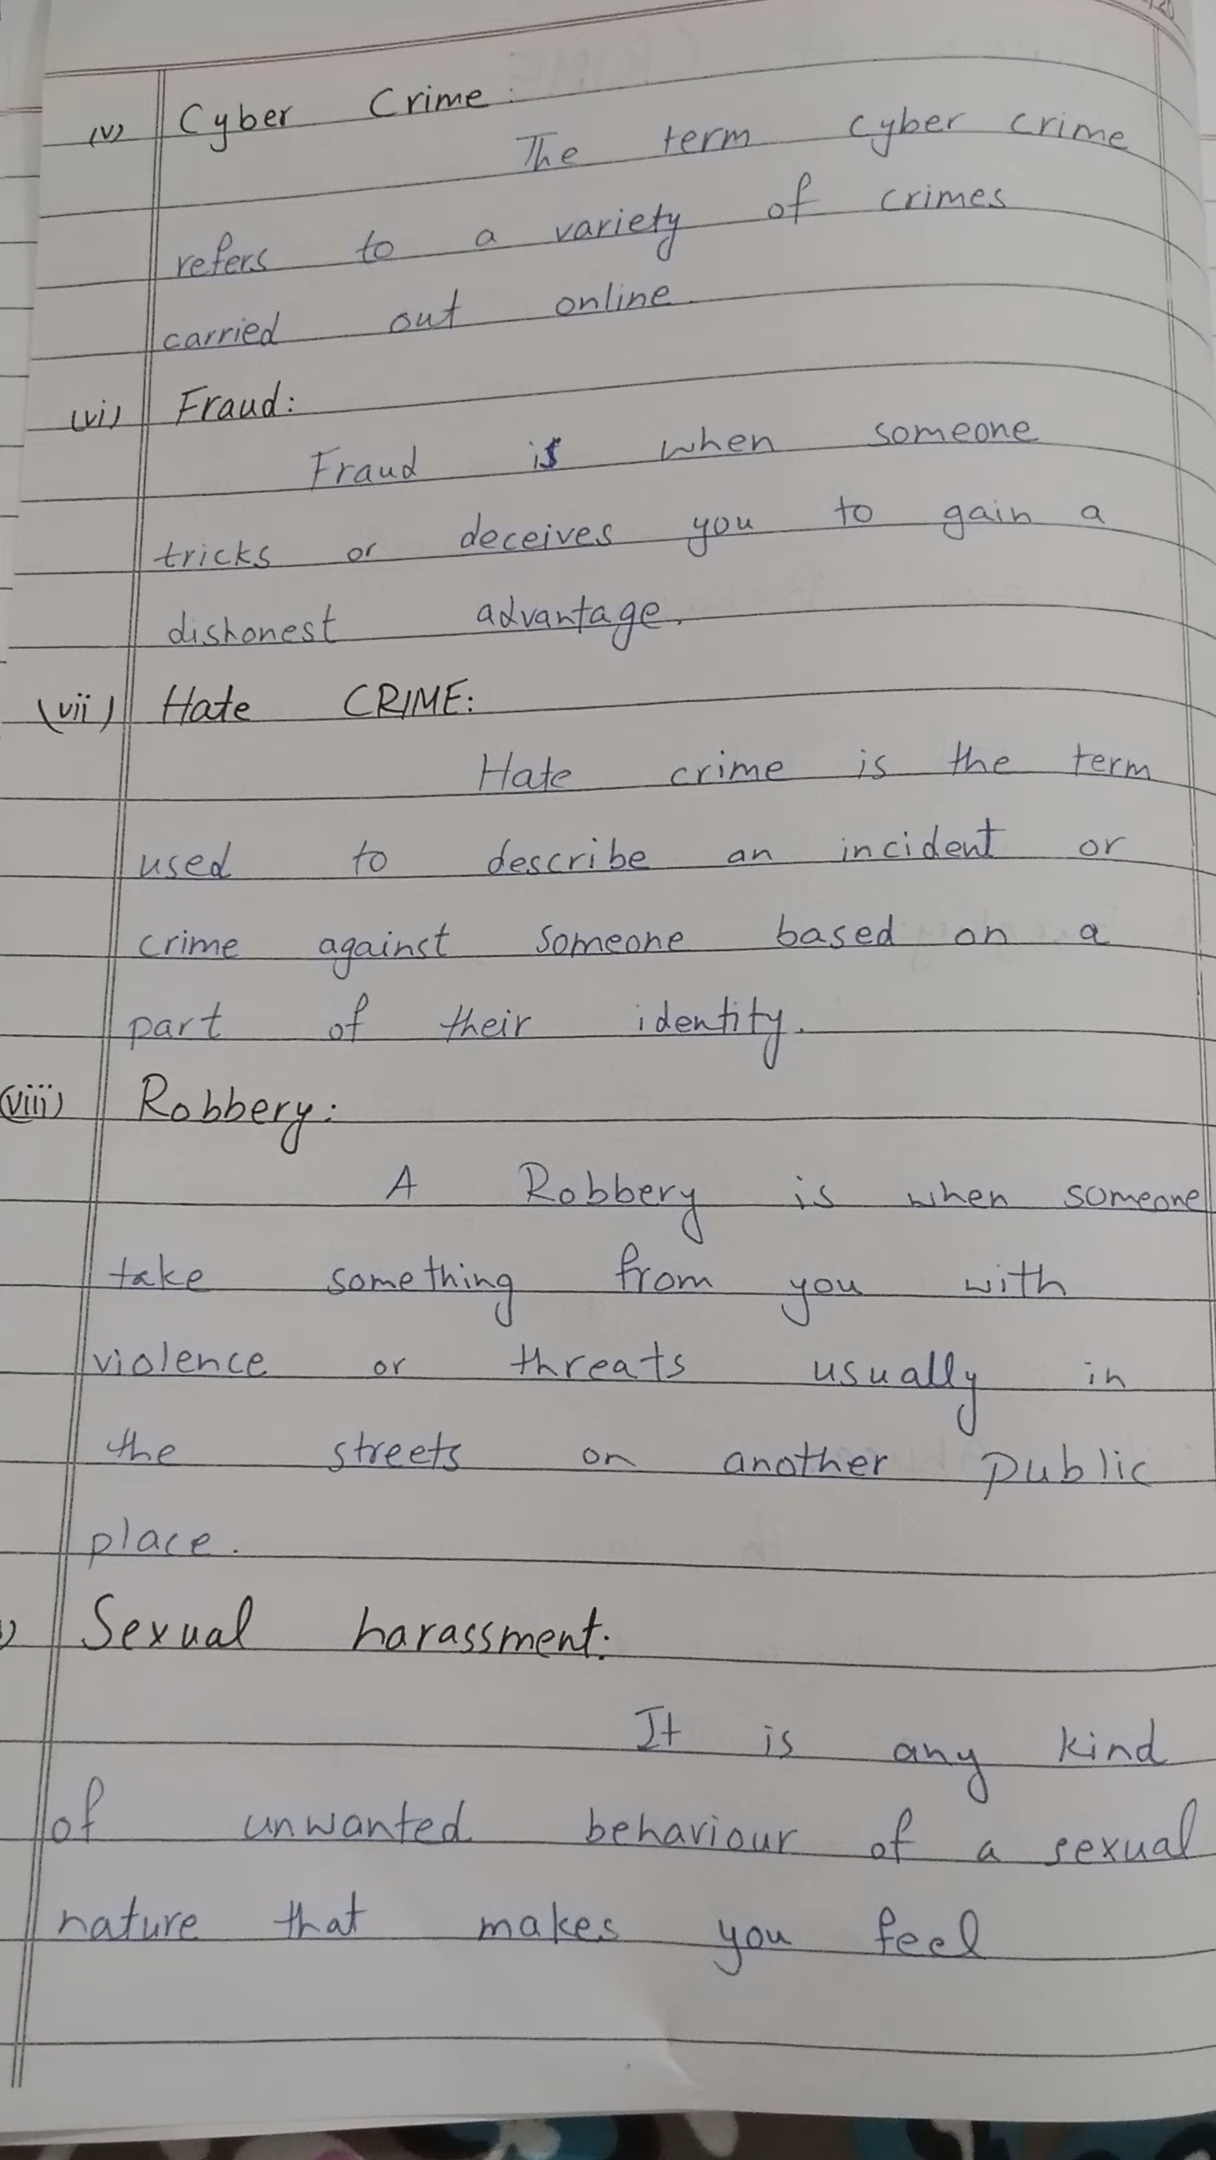 (v) Cyber Crime:
The term cyber crime
refers to a variety of crimes
carried out online
(vi) Fraud:
Fraud is when someone
tricks or deceives you to gain a
dishonest advantage.
(vii) Hate CRIME:
Hate crime is the term
used to describe an incident or
crime against someone based on a
part of their identity.
(viii) Robbery:
A Robbery is when someone
take something from you with
violence or threats usually in
the streets on another public
place.
Sexual harassment:
It is any kind
of unwanted behaviour of a sexual
nature that makes you feel